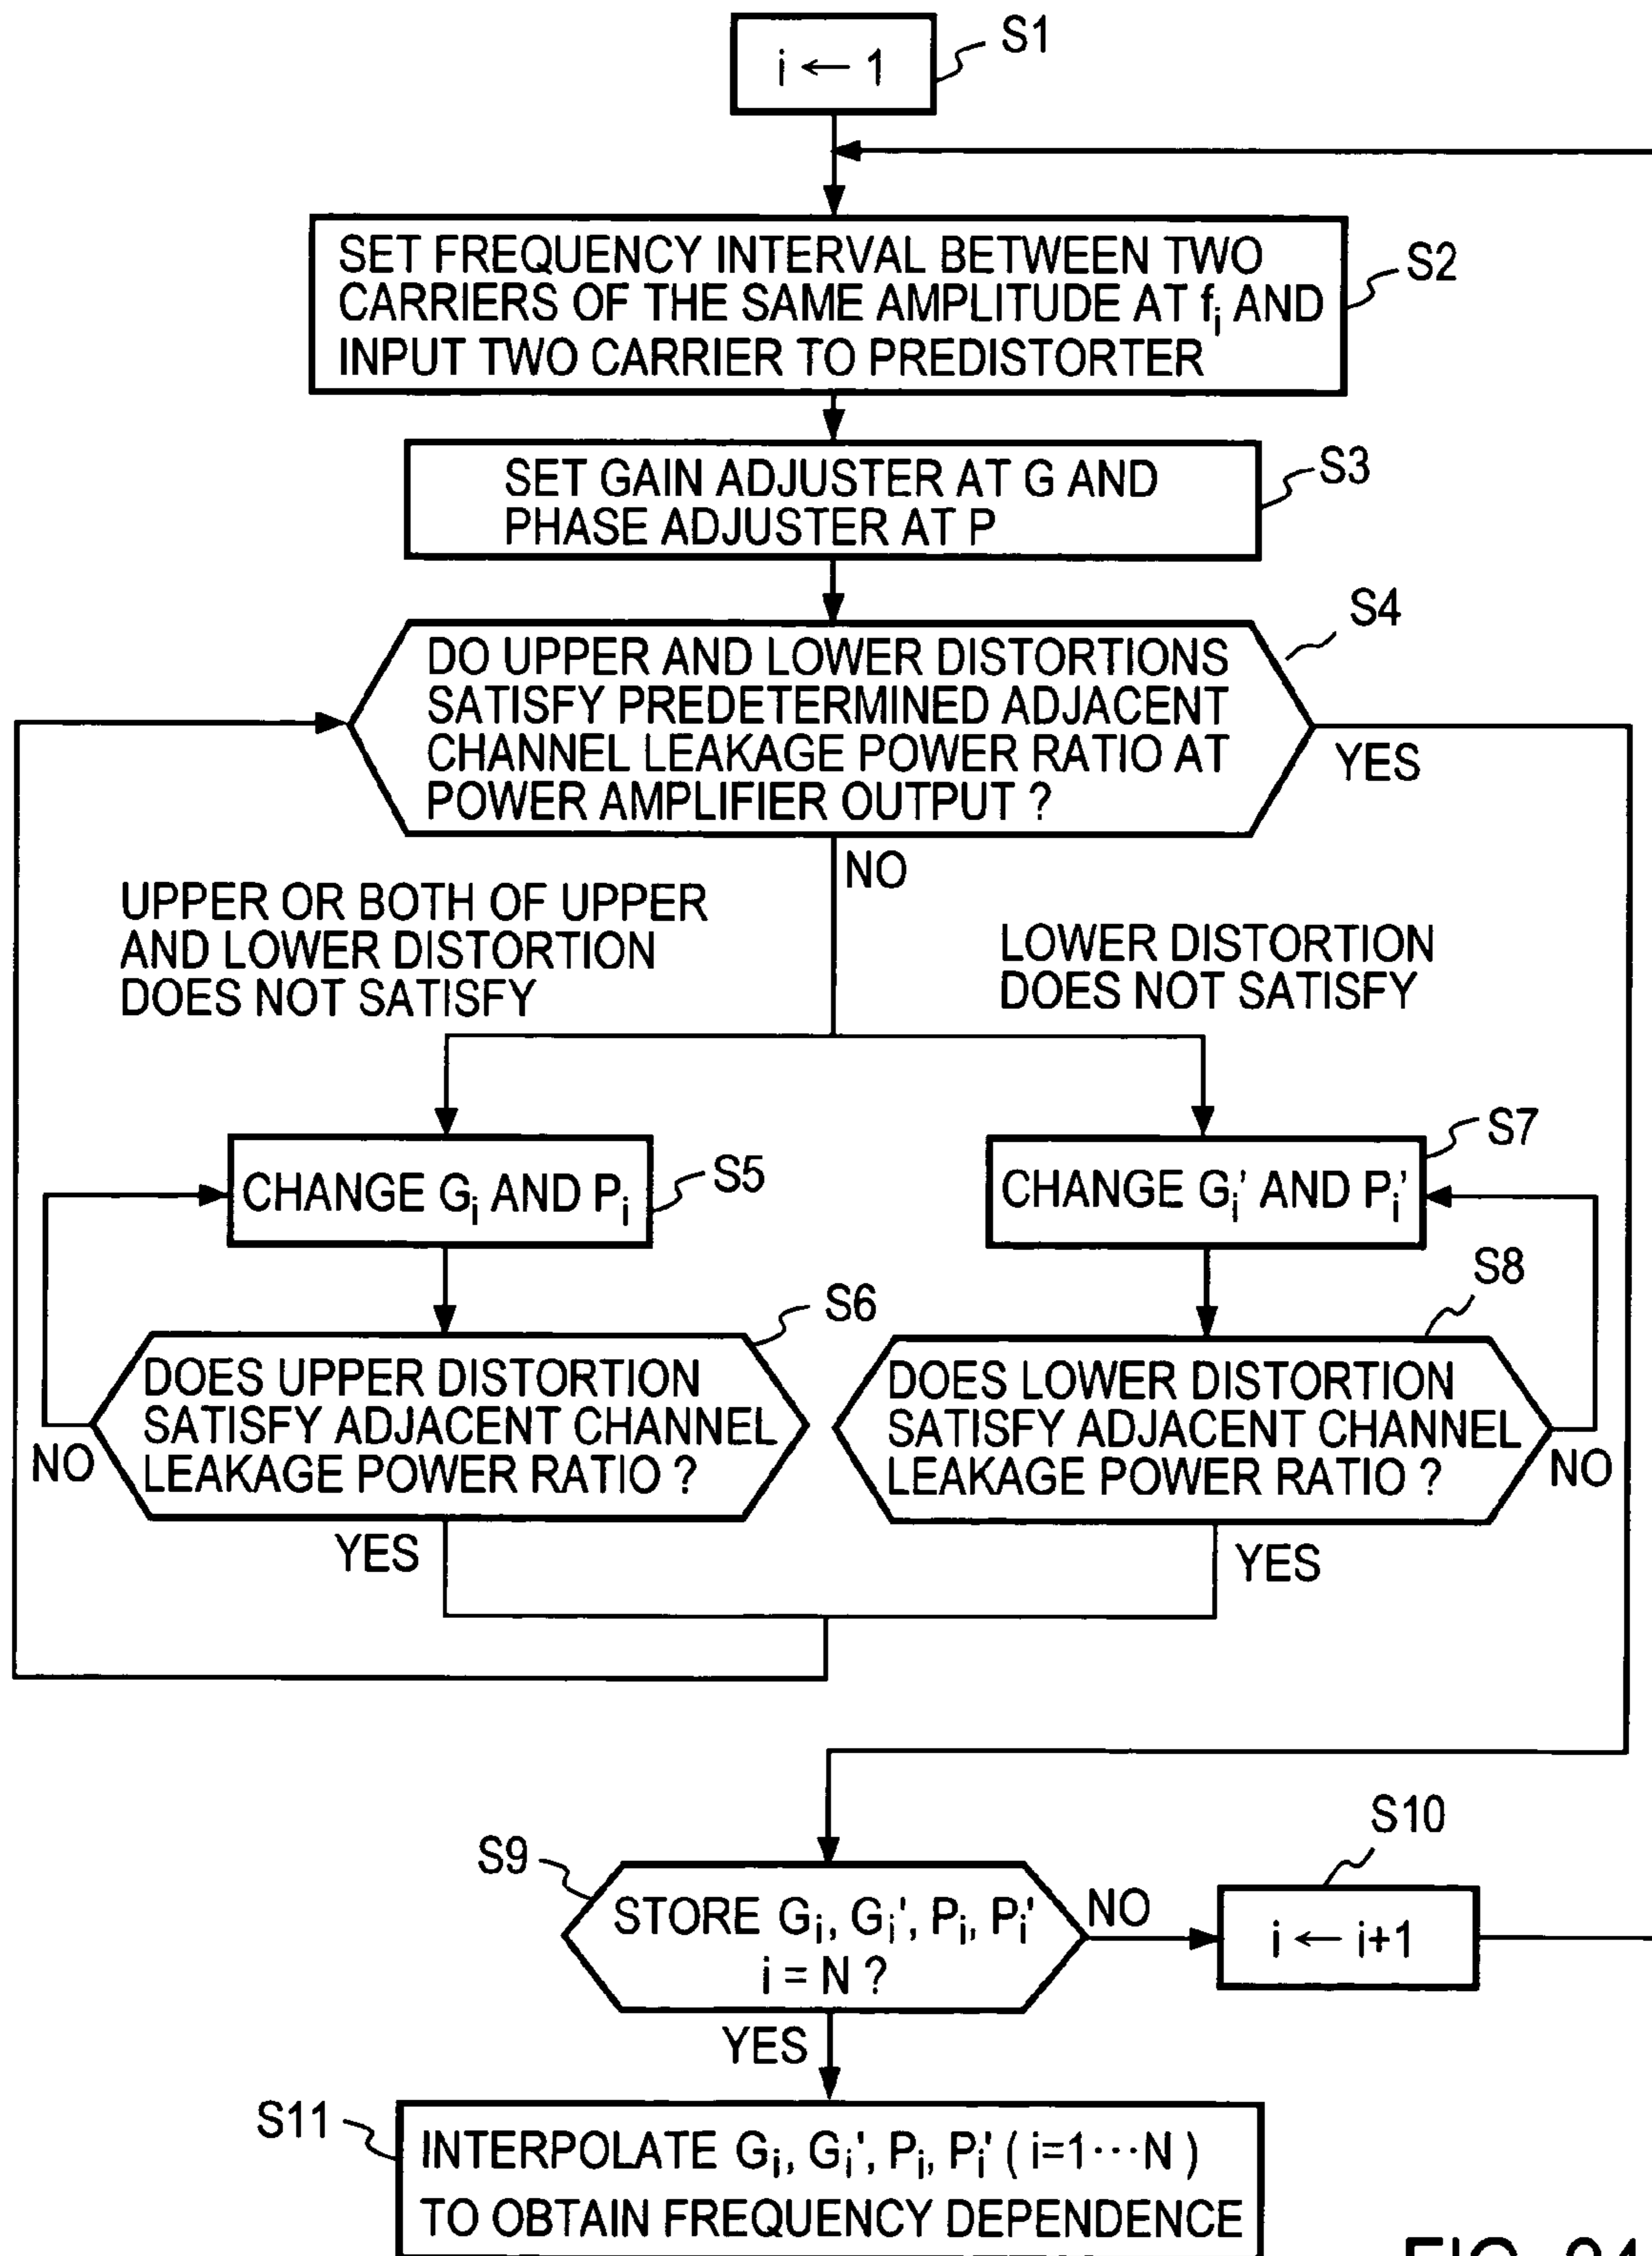 S1
i ← 1
SET FREQUENCY INTERVAL BETWEEN TWO
CARRIERS OF THE SAME AMPLITUDE AT fi AND
INPUT TWO CARRIER TO PREDISTORTER
S2
SET GAIN ADJUSTER AT G AND
PHASE ADJUSTER AT P
S3
S4
DO UPPER AND LOWER DISTORTIONS
SATISFY PREDETERMINED ADJACENT
CHANNEL LEAKAGE POWER RATIO AT
POWER AMPLIFIER OUTPUT ?
YES
NO
UPPER OR BOTH OF UPPER
AND LOWER DISTORTION
DOES NOT SATISFY
LOWER DISTORTION
DOES NOT SATISFY
CHANGE Gi AND Pi
S5
CHANGE Gi' AND Pi'
S7
S6
DOES UPPER DISTORTION
SATISFY ADJACENT CHANNEL
LEAKAGE POWER RATIO ?
NO
YES
S8
DOES LOWER DISTORTION
SATISFY ADJACENT CHANNEL
LEAKAGE POWER RATIO ?
NO
YES
S9
STORE Gi, Gi', Pi, Pi'
i = N ?
NO
S10
i ← i+1
YES
S11
INTERPOLATE Gi, Gi', Pi, Pi' ( i=1···N )
TO OBTAIN FREQUENCY DEPENDENCE